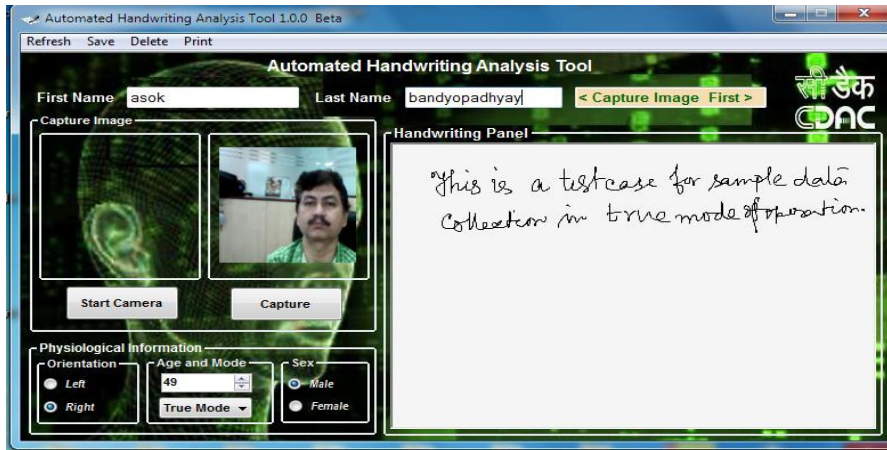 Automated Handwriting Analysis Tool 1.0.0 Beta
Refresh Save Delete Print
Automated Handwriting Analysis Tool
First Name asok Last Name bandyopadhyay < Capture Image First >
सी डैक
CDAC
Capture Image
Handwriting Panel
This is a testcase for sample data
Collection in true mode of operation.
Start Camera Capture
Physiological Information
Orientation Age and Mode Sex
Left 49 Male
Right True Mode Female